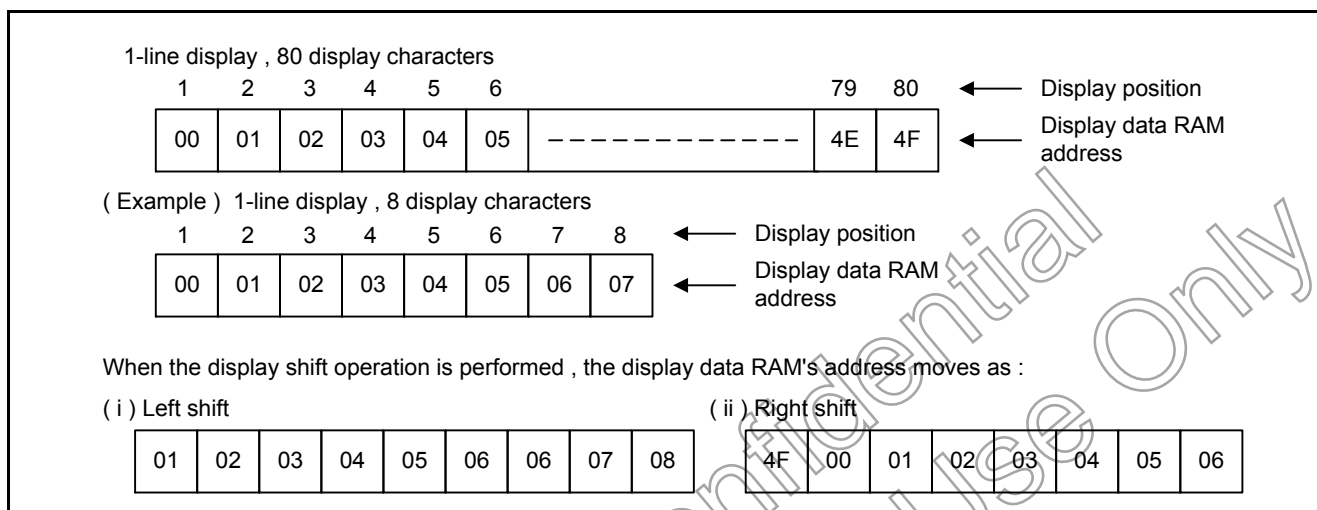 1-line display , 80 display characters
1 2 3 4 5 6 79 80 Display position
00 01 02 03 04 05 4E 4F Display data RAM address
( Example ) 1-line display , 8 display characters
1 2 3 4 5 6 7 8 Display position
00 01 02 03 04 05 06 07 Display data RAM address
When the display shift operation is performed , the display data RAM's address moves as :
( i ) Left shift ( ii ) Right shift
01 02 03 04 05 06 06 07 08 4F 00 01 02 03 04 05 06
onfidential
Use Only